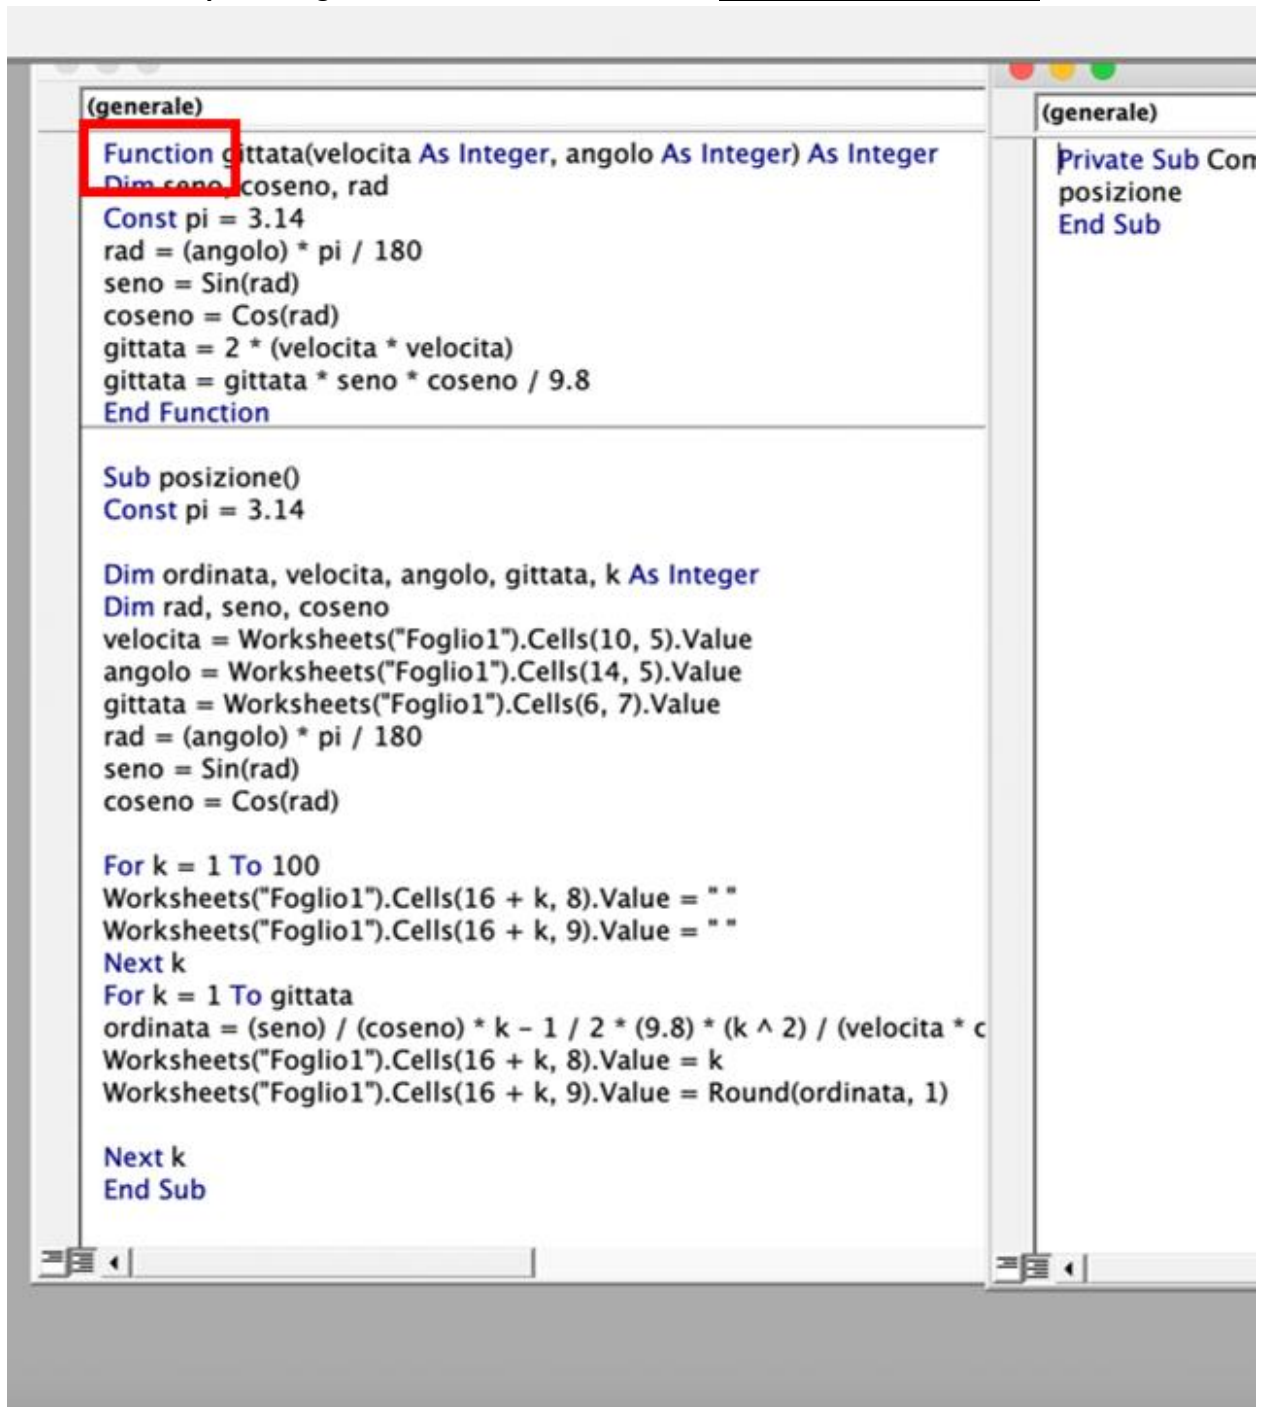 (generale)
Function gittata(velocita As Integer, angolo As Integer) As Integer
Dim seno, coseno, rad
Const pi = 3.14
rad = (angolo) * pi / 180
seno = Sin(rad)
coseno = Cos(rad)
gittata = 2 * (velocita * velocita)
gittata = gittata * seno * coseno / 9.8
End Function
Sub posizione()
Const pi = 3.14
Dim ordinata, velocita, angolo, gittata, k As Integer
Dim rad, seno, coseno
velocita = Worksheets("Foglio1").Cells(10, 5).Value
angolo = Worksheets("Foglio1").Cells(14, 5).Value
gittata = Worksheets("Foglio1").Cells(6, 7).Value
rad = (angolo) * pi / 180
seno = Sin(rad)
coseno = Cos(rad)
For k = 1 To 100
Worksheets("Foglio1").Cells(16 + k, 8).Value = " "
Worksheets("Foglio1").Cells(16 + k, 9).Value = " "
Next k
For k = 1 To gittata
ordinata = (seno) / (coseno) * k - 1 / 2 * (9.8) * (k ^ 2) / (velocita * c
Worksheets("Foglio1").Cells(16 + k, 8).Value = k
Worksheets("Foglio1").Cells(16 + k, 9).Value = Round(ordinata, 1)
Next k
End Sub
(generale)
Private Sub Com
posizione
End Sub